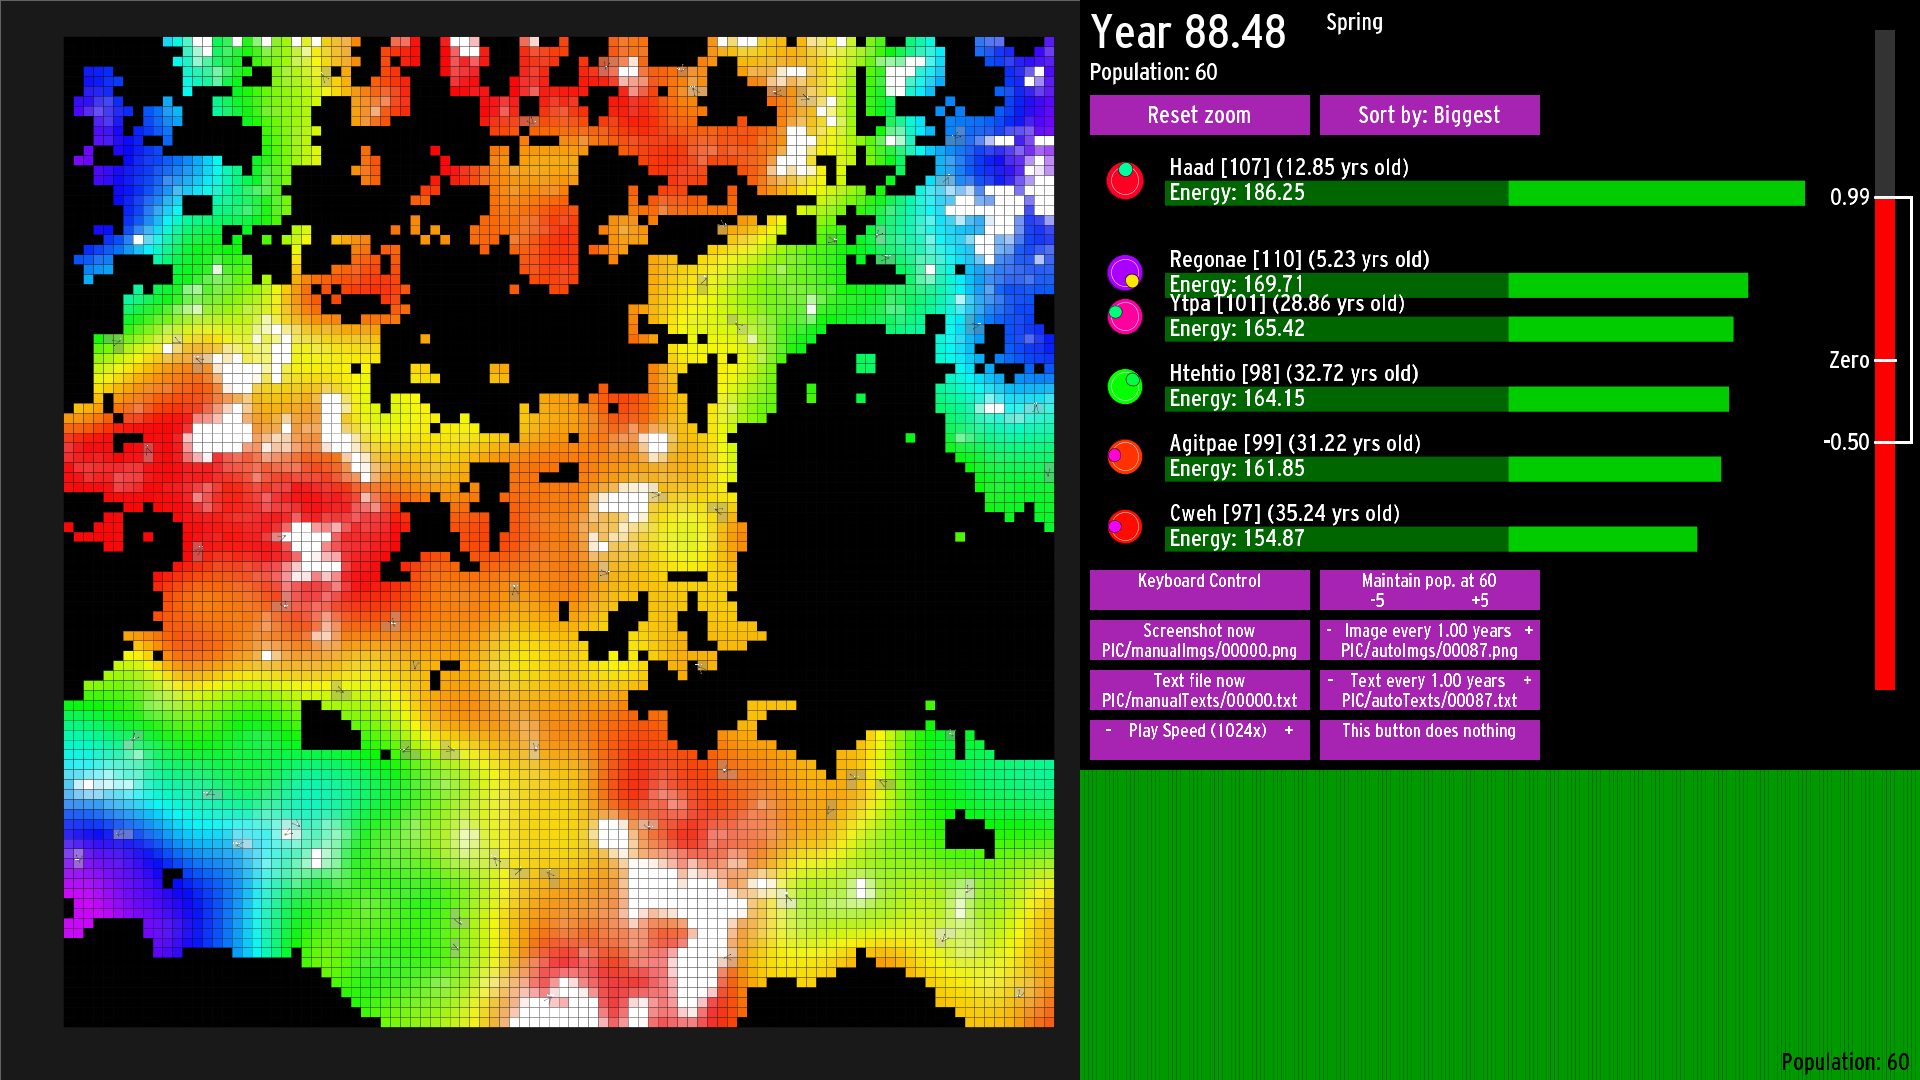 Year 88.48
Spring
Population: 60
Reset zoom
Sort by: Biggest
Haad [107] (12.85 yrs old)
Energy: 186.25
Regonae [110] (5.23 yrs old)
Energy: 169.71
Ytpa [101] (28.86 yrs old)
Energy: 165.42
Htehtio [98] (32.72 yrs old)
Energy: 164.15
Agitpae [99] (31.22 yrs old)
Energy: 161.85
Cweh [97] (35.24 yrs old)
Energy: 154.87
0.99
Zero
-0.50
Keyboard Control
Maintain pop. at 60
-5 +5
Screenshot now
PIC/manualImgs/00000.png
- Image every 1.00 years +
PIC/autoImgs/00087.png
Text file now
PIC/manualTexts/00000.txt
- Text every 1.00 years +
PIC/autoTexts/00087.txt
- Play Speed (1024x) +
This button does nothing
Population: 60